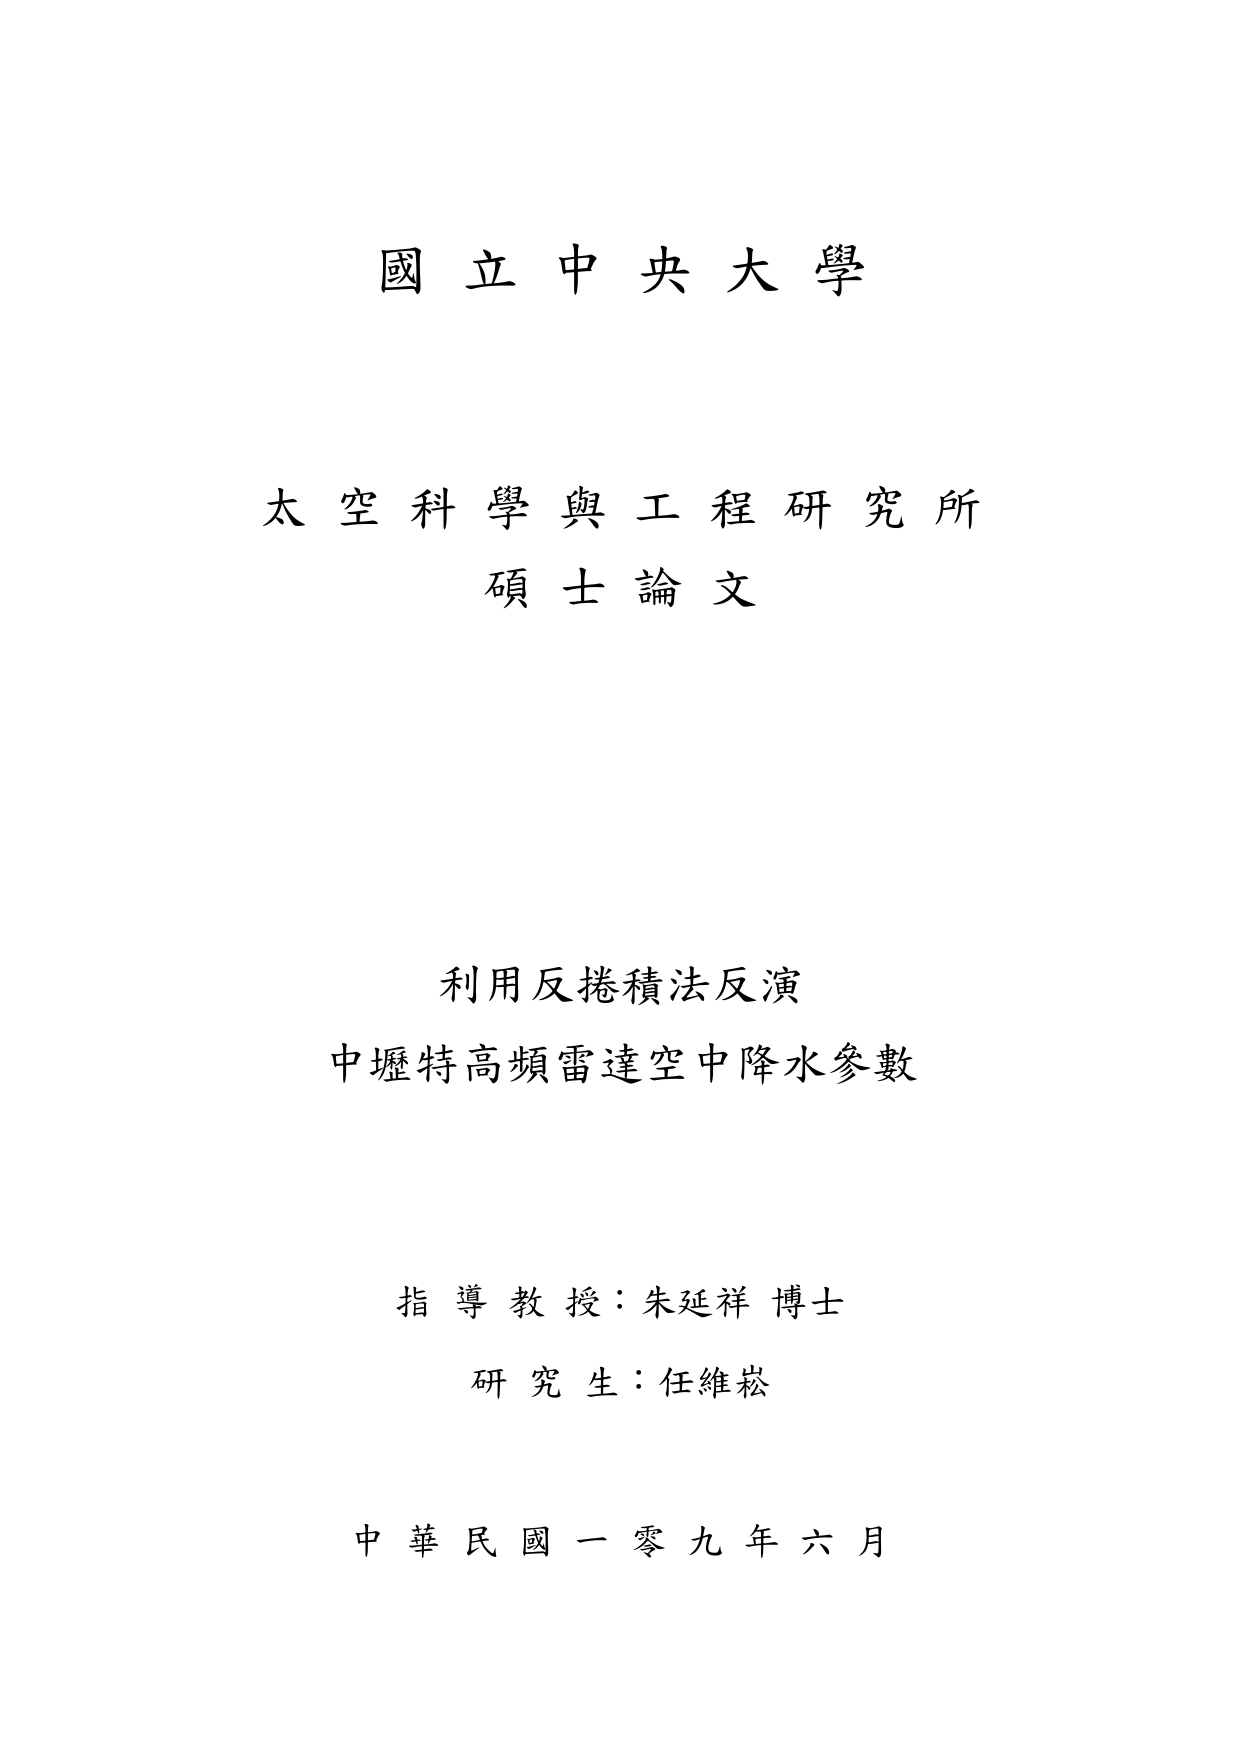 國立中央大學
太空科學與工程研究所
碩士論文
利用反捲積法反演
中壢特高頻雷達空中降水參數
指導教授：朱延祥 博士
研究生：任維崧
中華民國一零九年六月